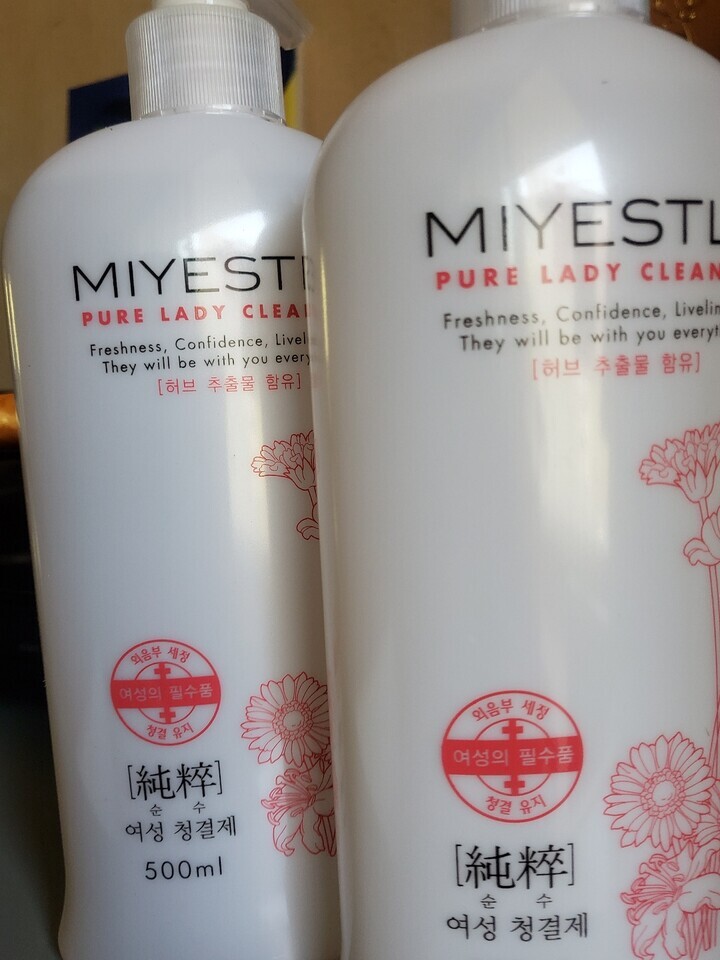 MIYESTL
PURE LADY CLEAN
Freshness, Confidence, Livel
They will be with you every
[허브 추출물 함유]
외음부 세정
여성의 필수품
청결 유지
[純粹]
순 수
여성 청결제
500ml
MIYESTL
PURE LADY CLEAN
Freshness, Confidence, Livelin
They will be with you everyt
[허브 추출물 함유]
외음부 세정
여성의 필수품
청결 유지
[純粹]
순 수
여성 청결제